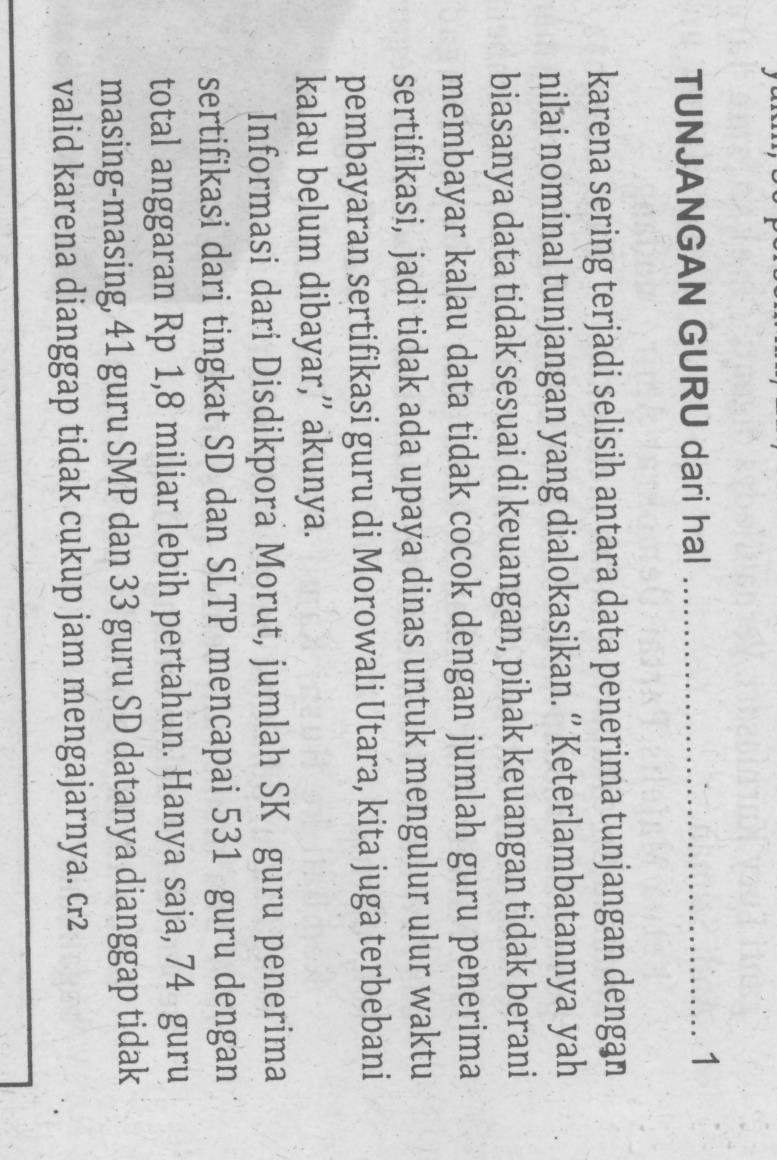 TUNJANGAN GURU dari hal ........................................ 1
karena sering terjadi selisih antara data penerima tunjangan dengan
nilai nominal tunjangan yang dialokasikan. "Keterlambatannya yah
biasanya data tidak sesuai di keuangan, pihak keuangan tidak berani
membayar kalau data tidak cocok dengan jumlah guru penerima
sertifikasi, jadi tidak ada upaya dinas untuk mengulur ulur waktu
pembayaran sertifikasi guru di Morowali Utara, kita juga terbebani
kalau belum dibayar," akunya.
Informasi dari Disdikpora Morut, jumlah SK guru penerima
sertifikasi dari tingkat SD dan SLTP mencapai 531 guru dengan
total anggaran Rp 1,8 miliar lebih pertahun. Hanya saja, 74 guru
masing-masing, 41 guru SMP dan 33 guru SD datanya dianggap tidak
valid karena dianggap tidak cukup jam mengajarnya. Cr2